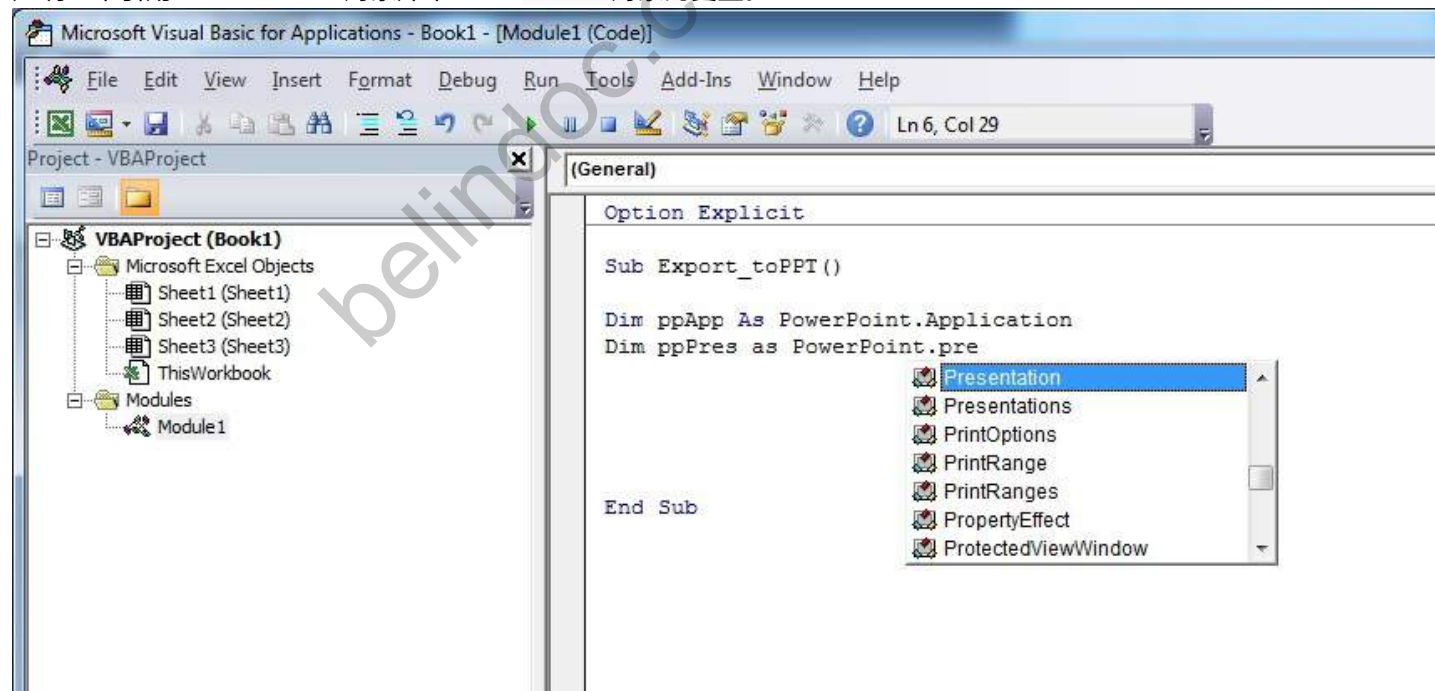 Microsoft Visual Basic for Applications - Book1 - [Module1 (Code)]
File Edit View Insert Format Debug Run Tools Add-Ins Window Help
Ln 6, Col 29
Project - VBAProject
(General)
Option Explicit
VBAProject (Book1)
Microsoft Excel Objects
Sheet1 (Sheet1)
Sheet2 (Sheet2)
Sheet3 (Sheet3)
ThisWorkbook
Modules
Module1
Sub Export_toPPT()
Dim ppApp As PowerPoint.Application
Dim ppPres as PowerPoint.pre
Presentation
Presentations
PrintOptions
PrintRange
PrintRanges
PropertyEffect
ProtectedViewWindow
End Sub
belindoc.c